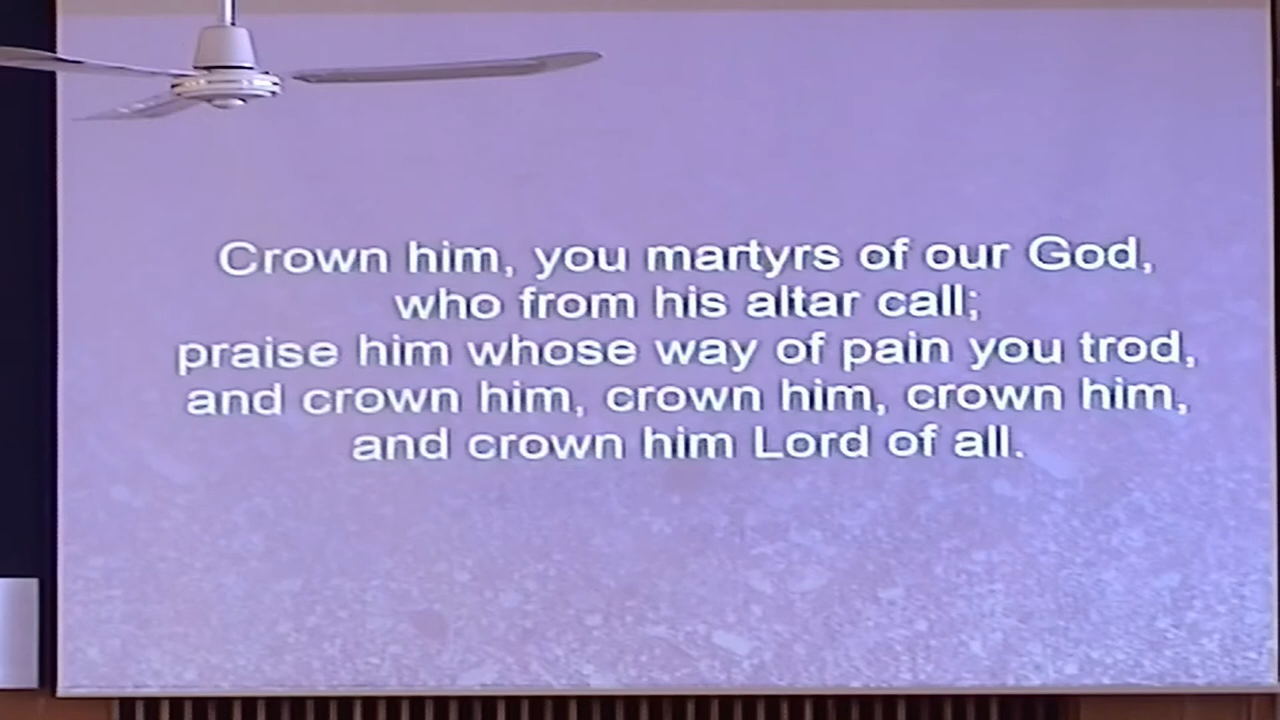 Crown him, you martyrs of our God,
who from his altar call;
praise him whose way of pain you trod,
and crown him, crown him, crown him,
and crown him Lord of all.